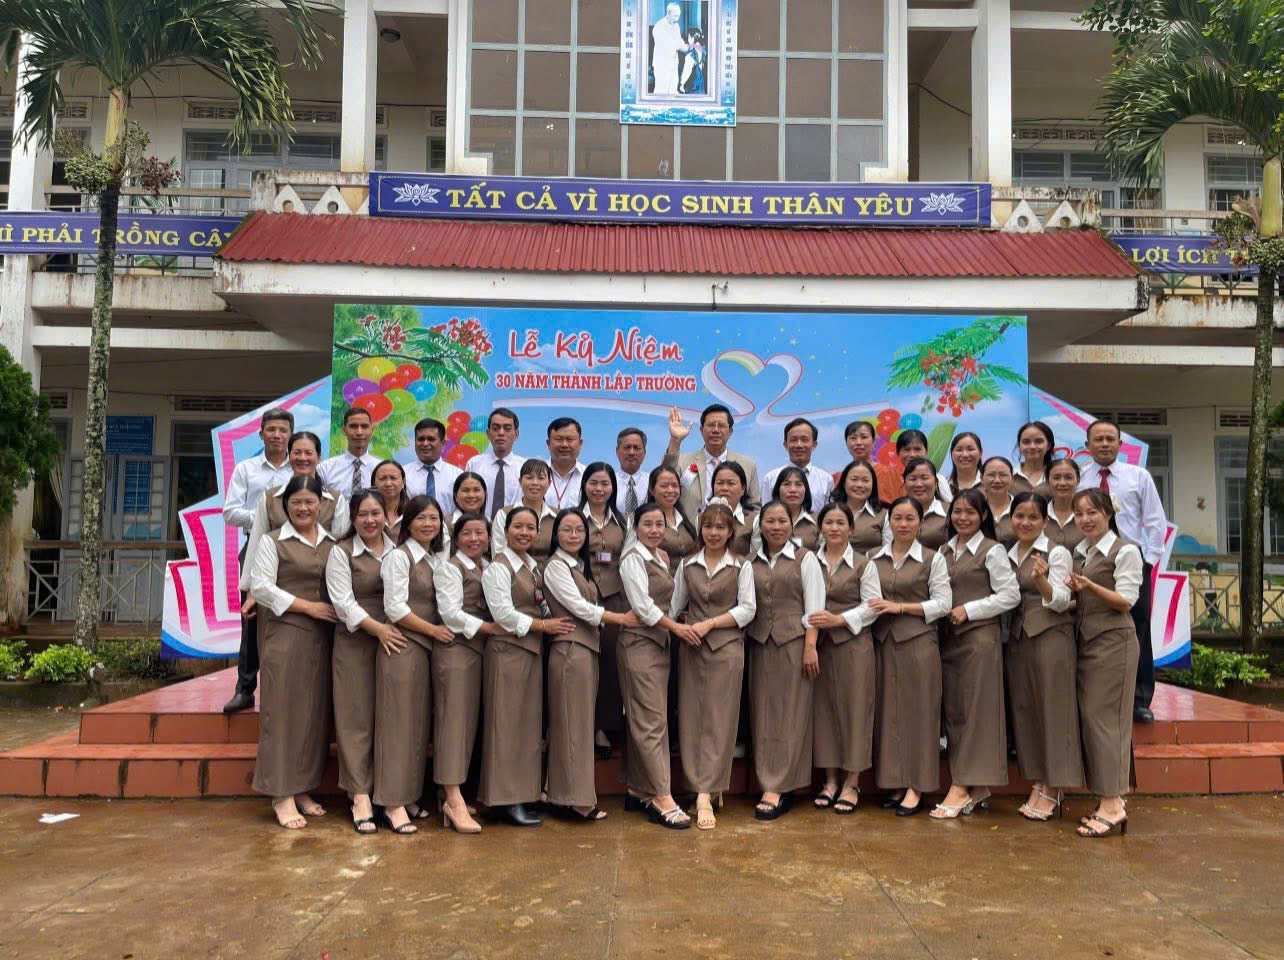 TẤT CẢ VÌ HỌC SINH THÂN YÊU
PHẢI TRỒNG CÂY
LỢI ÍCH
Lễ Kỷ Niệm
30 NĂM THÀNH LẬP TRƯỜNG